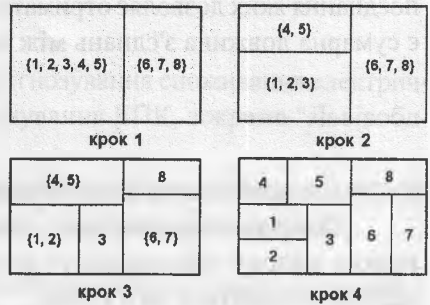 {4, 5}
{1, 2, 3, 4, 5} {6, 7, 8}
{6, 7, 8}
{1, 2, 3}
крок 1
крок 2
{4, 5} 8
{1, 2} 3 {6, 7}
4 5 8
1
3 6 7
2
крок 3
крок 4